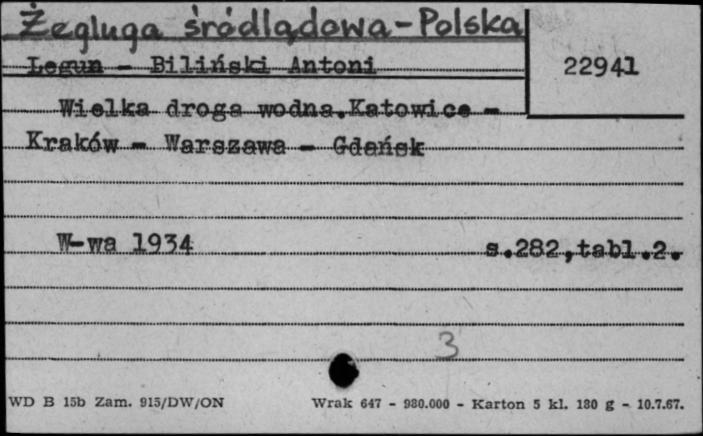 Żegluga śródlądowa-Polska
Legun - Biliński Antoni
22941
Wielka droga wodna.Katowice -
Kraków - Warszawa - Gdańsk
W-wa 1934
s.282,tabl.2.
3
WD B 15b Zam. 915/DW/ON
Wrak 647 - 980.000 - Karton 5 kl. 180 g - 10.7.67.